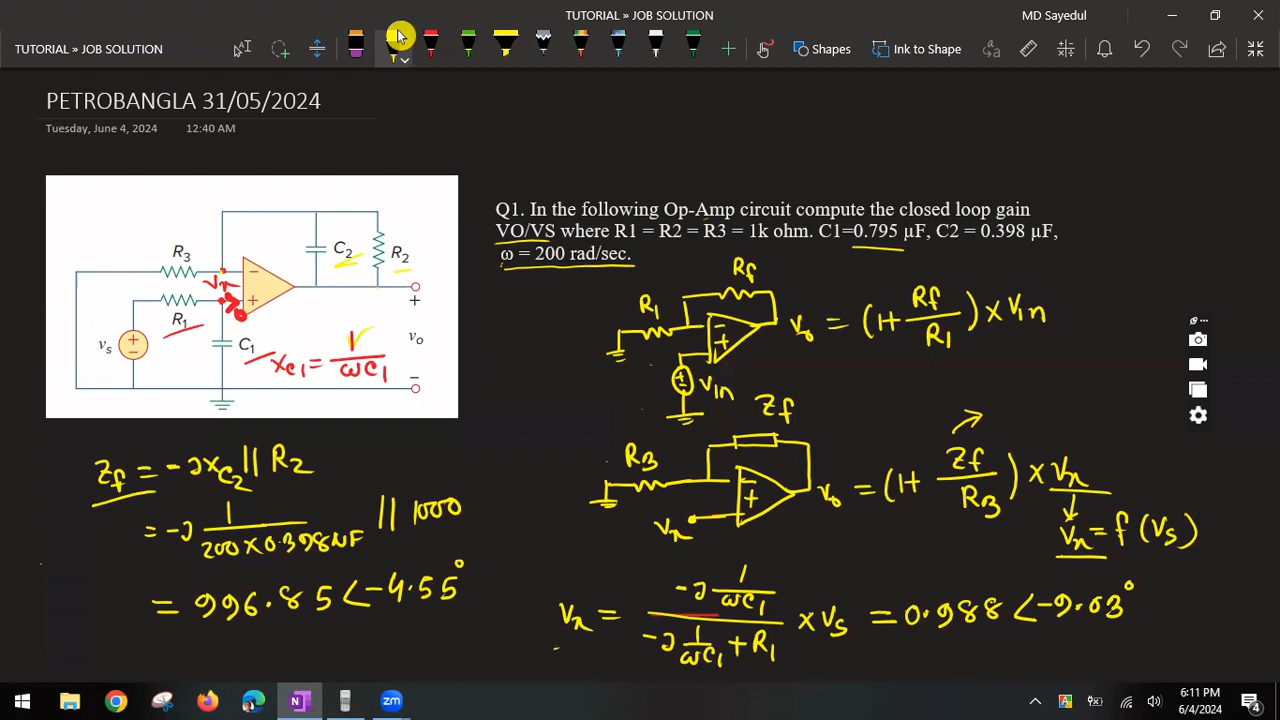 TUTORIAL » JOB SOLUTION
MD Sayedul
TUTORIAL » JOB SOLUTION
Shapes
Ink to Shape
PETROBANGLA 31/05/2024
Tuesday, June 4, 2024 12:40 AM
Q1. In the following Op-Amp circuit compute the closed loop gain
VO/VS where R1 = R2 = R3 = 1k ohm. C1=0.795 µF, C2 = 0.398 µF,
ω = 200 rad/sec.
R3
C2
R2
Vx
−
+
R1
vs
+
−
C1
+
vo
−
xC1 = 1/ωC1
R1
Rf
Vin
Vo = (1+ Rf/R1) × Vin
R3
Zf
Vx
Vo = (1+ Zf/R3) × Vx
Vx = f(Vs)
Zf = -JXC2 || R2
= -J 1/(200×0.398µF) || 1000
= 996.85 <-4.55°
Vx = (-J 1/ωC1)/(-J 1/ωC1 + R1) × Vs = 0.988 <-9.03°
6:11 PM
6/4/2024